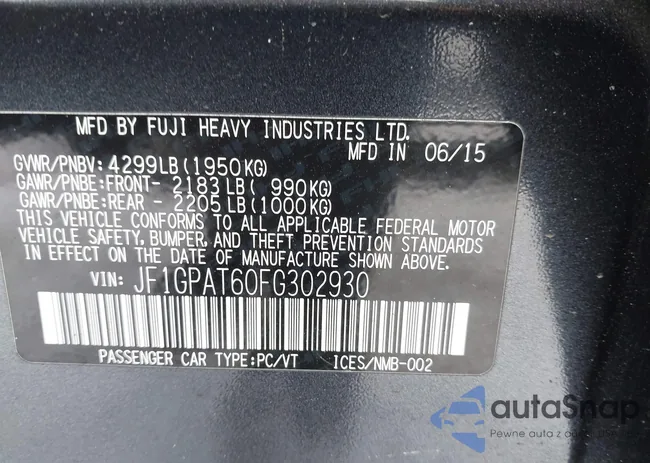 MFD BY FUJI HEAVY INDUSTRIES LTD.
MFD IN 06/15
GVWR/PNBV: 4299LB(1950KG)
GAWR/PNBE:FRONT- 2183LB( 990KG)
GAWR/PNBE:REAR - 2205LB(1000KG)
THIS VEHICLE CONFORMS TO ALL APPLICABLE FEDERAL MOTOR
VEHICLE SAFETY, BUMPER, AND THEFT PREVENTION STANDARDS
IN EFFECT ON THE DATE OF MANUFACTURE SHOWN ABOVE.
VIN: JF1GPAT60FG302930
PASSENGER CAR TYPE:PC/VT ICES/NMB-002
autaSnap
Pewne auta z